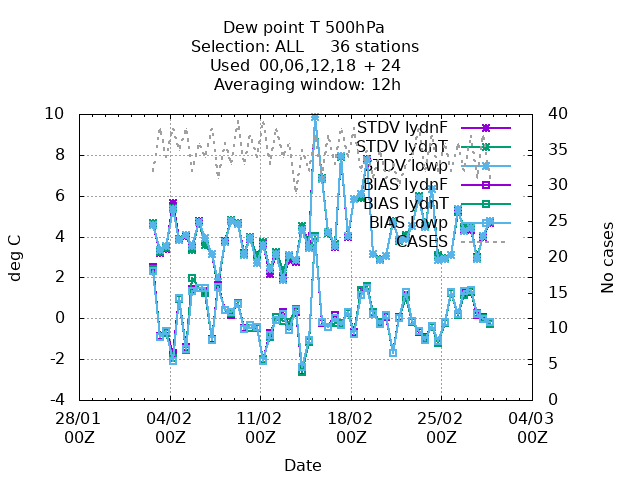 Dew point T 500hPa
Selection: ALL     36 stations
Used 00,06,12,18 + 24
Averaging window: 12h
10
8
6
4
2
0
-2
-4
40
35
30
25
20
15
10
5
0
deg C
No cases
STDV lydnF
STDV lydnT
STDV lowp
BIAS lydnF
BIAS lydnT
BIAS lowp
CASES
28/01 04/02 11/02 18/02 25/02 04/03
00Z 00Z 00Z 00Z 00Z 00Z
Date